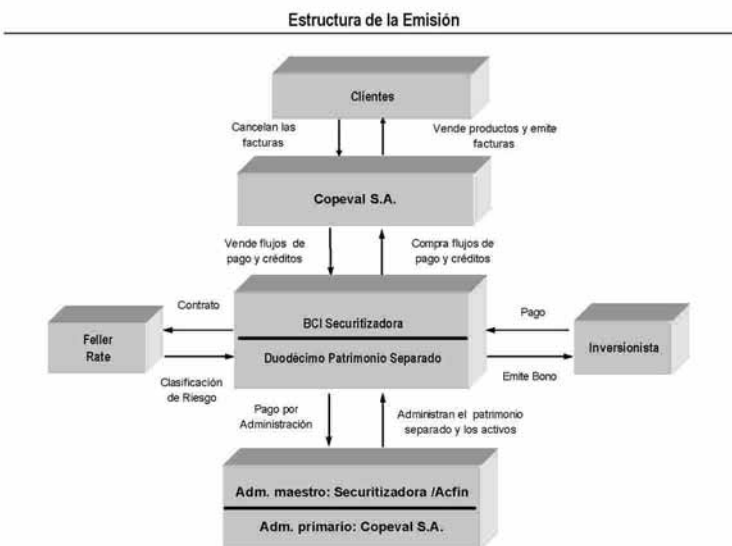 Estructura de la Emisión
Clientes
Cancelan las
facturas
Vende productos y emite
facturas
Copeval S.A.
Vende flujos de
pago y créditos
Compra flujos de
pago y créditos
Contrato
BCI Securitizadora
Pago
Feller
Rate
Duodécimo Patrimonio Separado
Inversionista
Clasificación
de Riesgo
Emite Bono
Pago por
Administración
Administran el patrimonio
separado y los activos
Adm. maestro: Securitizadora /Acfin
Adm. primario: Copeval S.A.